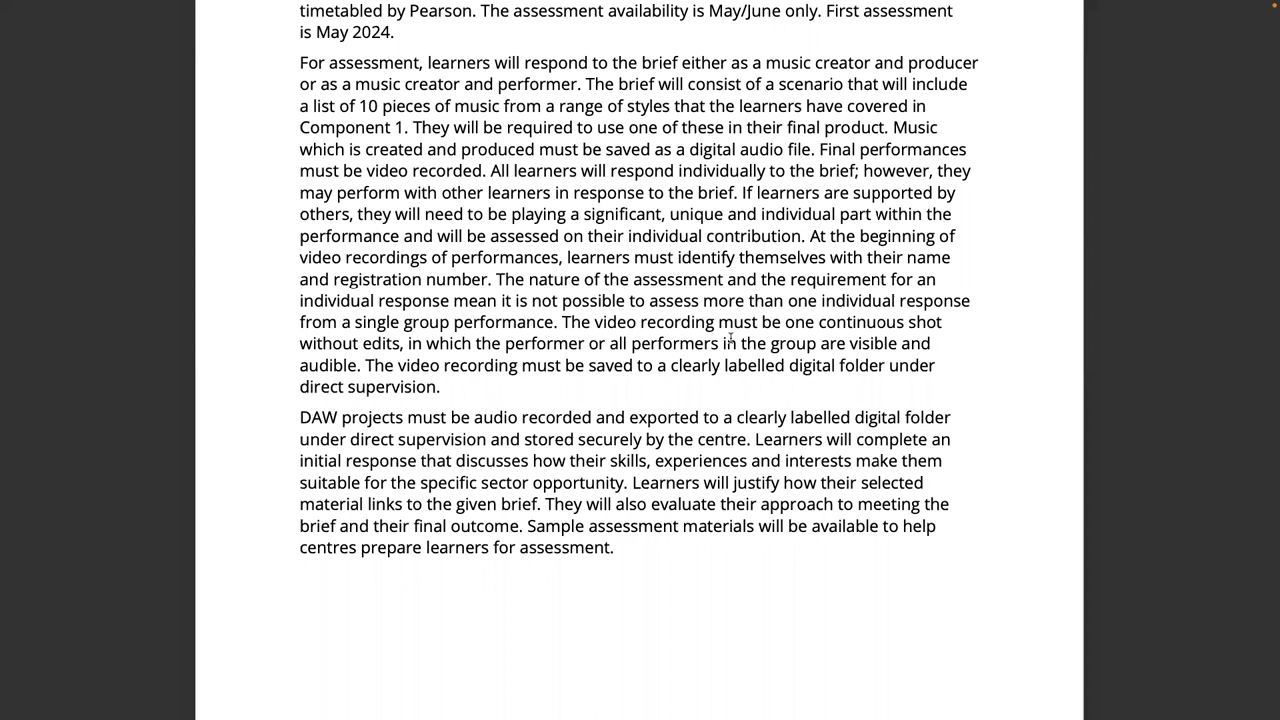 timetabled by Pearson. The assessment availability is May/June only. First assessment
is May 2024.
For assessment, learners will respond to the brief either as a music creator and producer
or as a music creator and performer. The brief will consist of a scenario that will include
a list of 10 pieces of music from a range of styles that the learners have covered in
Component 1. They will be required to use one of these in their final product. Music
which is created and produced must be saved as a digital audio file. Final performances
must be video recorded. All learners will respond individually to the brief; however, they
may perform with other learners in response to the brief. If learners are supported by
others, they will need to be playing a significant, unique and individual part within the
performance and will be assessed on their individual contribution. At the beginning of
video recordings of performances, learners must identify themselves with their name
and registration number. The nature of the assessment and the requirement for an
individual response mean it is not possible to assess more than one individual response
from a single group performance. The video recording must be one continuous shot
without edits, in which the performer or all performers in the group are visible and
audible. The video recording must be saved to a clearly labelled digital folder under
direct supervision.
DAW projects must be audio recorded and exported to a clearly labelled digital folder
under direct supervision and stored securely by the centre. Learners will complete an
initial response that discusses how their skills, experiences and interests make them
suitable for the specific sector opportunity. Learners will justify how their selected
material links to the given brief. They will also evaluate their approach to meeting the
brief and their final outcome. Sample assessment materials will be available to help
centres prepare learners for assessment.